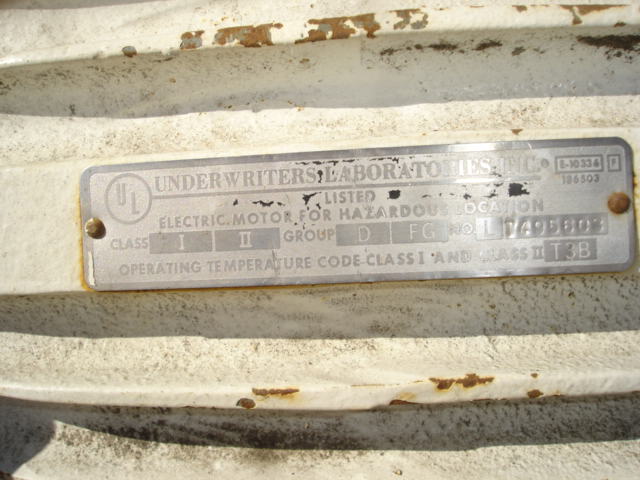 UL UNDERWRITERS LABORATORIES, INC. E-10336 F
LISTED 186503
ELECTRIC MOTOR FOR HAZARDOUS LOCATION
CLASS I II GROUP D FG NO.
OPERATING TEMPERATURE CODE-CLASS I AND CLASS II T3B